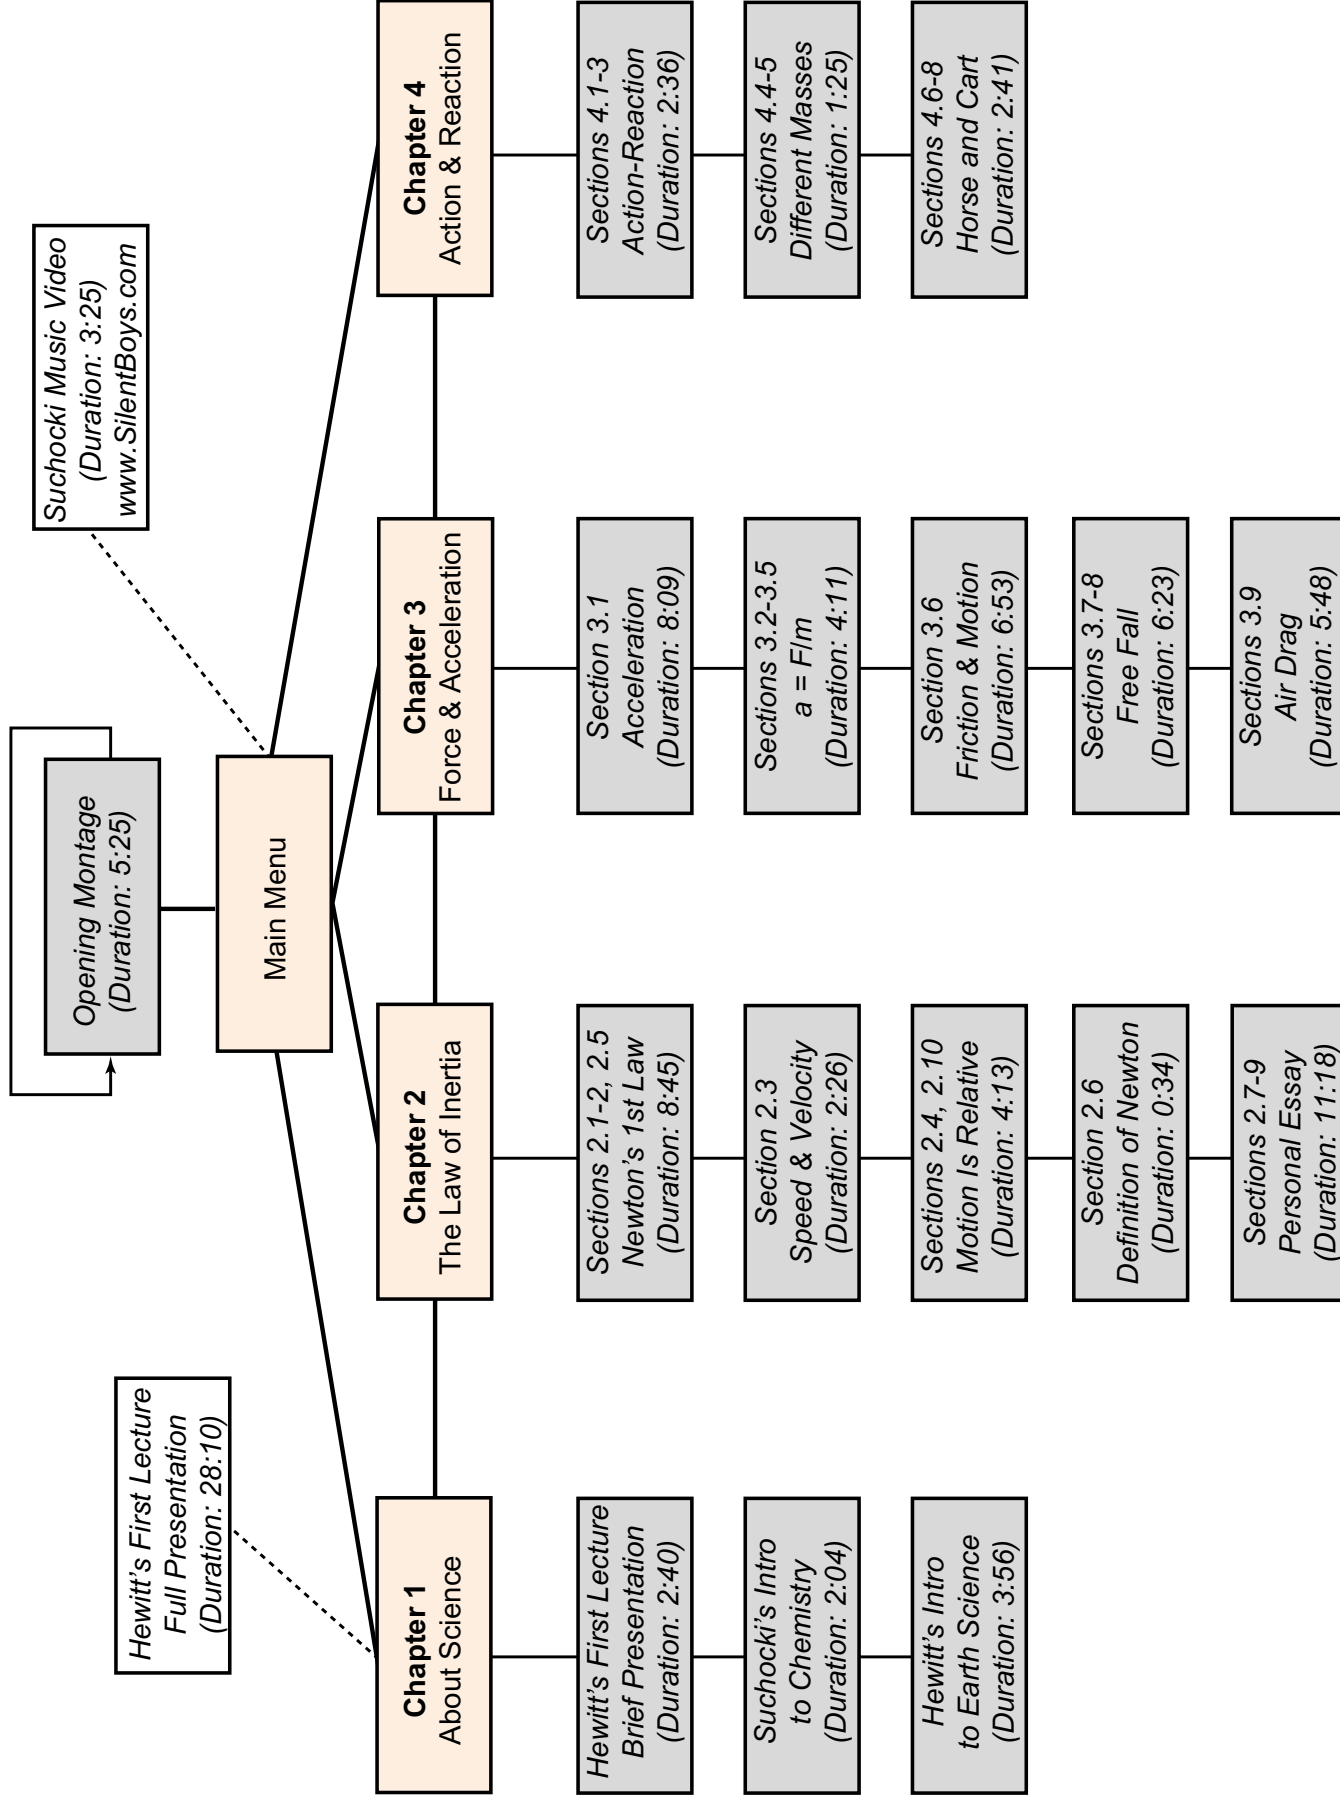 Opening Montage
(Duration: 5:25)
Suchocki Music Video
(Duration: 3:25)
www.SilentBoys.com
Hewitt's First Lecture
Full Presentation
(Duration: 28:10)
Main Menu
Chapter 1
About Science
Hewitt's First Lecture
Brief Presentation
(Duration: 2:40)
Suchocki's Intro
to Chemistry
(Duration: 2:04)
Hewitt's Intro
to Earth Science
(Duration: 3:56)
Chapter 2
The Law of Inertia
Sections 2.1-2, 2.5
Newton's 1st Law
(Duration: 8:45)
Section 2.3
Speed & Velocity
(Duration: 2:26)
Sections 2.4, 2.10
Motion Is Relative
(Duration: 4:13)
Section 2.6
Definition of Newton
(Duration: 0:34)
Sections 2.7-9
Personal Essay
(Duration: 11:18)
Chapter 3
Force & Acceleration
Section 3.1
Acceleration
(Duration: 8:09)
Sections 3.2-3.5
a = F/m
(Duration: 4:11)
Section 3.6
Friction & Motion
(Duration: 6:53)
Sections 3.7-8
Free Fall
(Duration: 6:23)
Sections 3.9
Air Drag
(Duration: 5:48)
Chapter 4
Action & Reaction
Sections 4.1-3
Action-Reaction
(Duration: 2:36)
Sections 4.4-5
Different Masses
(Duration: 1:25)
Sections 4.6-8
Horse and Cart
(Duration: 2:41)